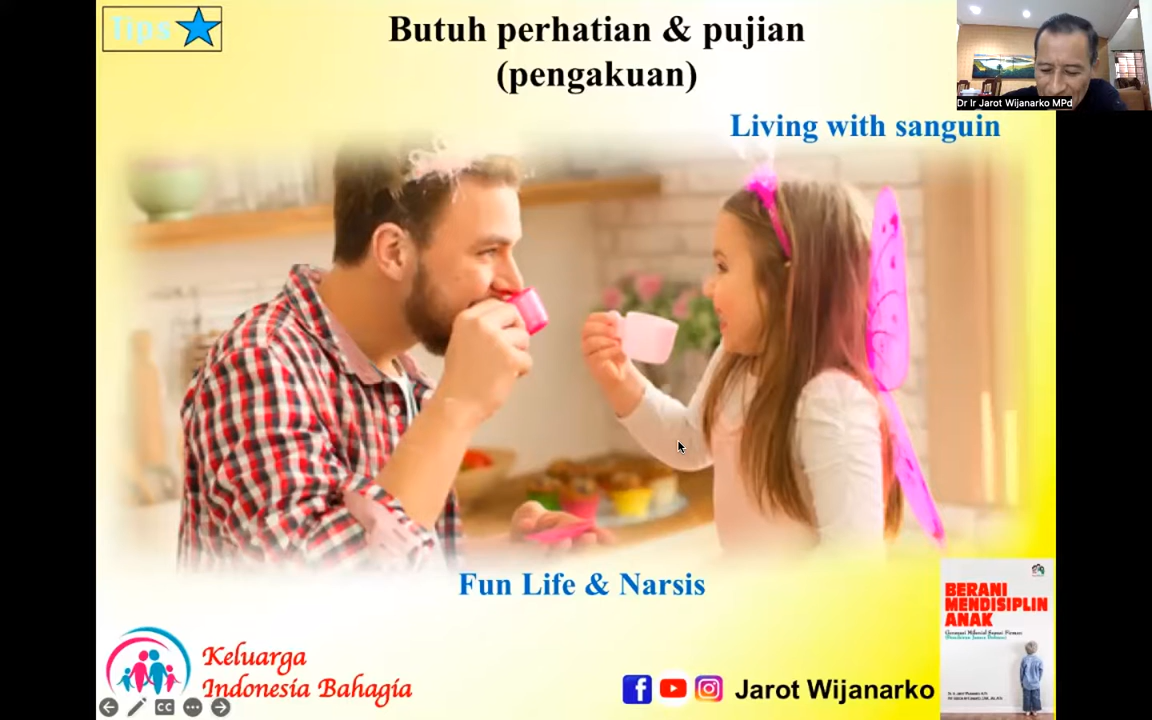 Tips
Butuh perhatian & pujian
(pengakuan)
Dr Ir Jarot Wijanarko MPd
Living with sanguin
Fun Life & Narsis
BERANI
MENDISIPLIN
ANAK
Keluarga
Indonesia Bahagia
CC
Jarot Wijanarko